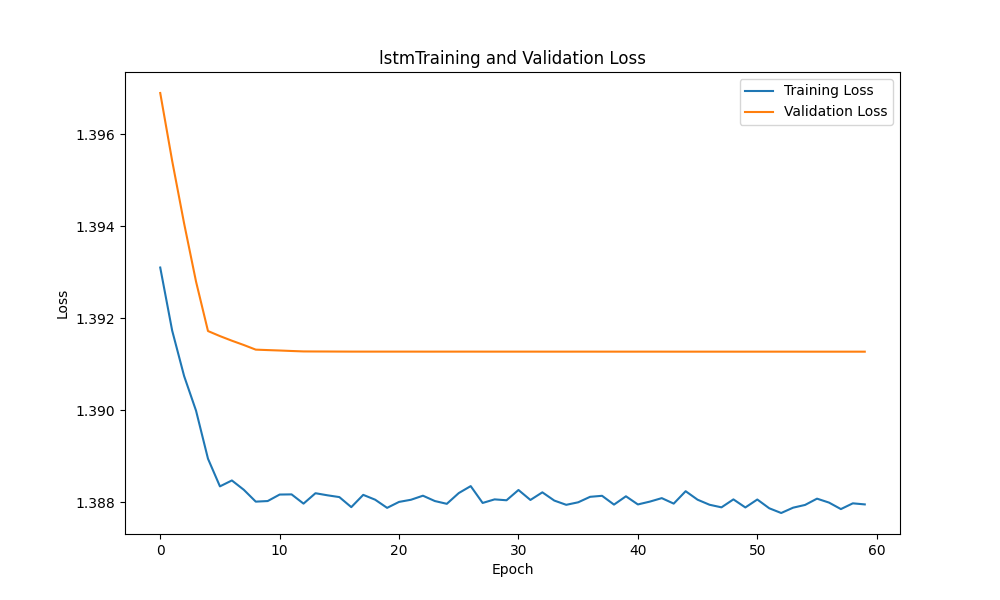 lstmTraining and Validation Loss
Training Loss
Validation Loss
1.396
1.394
1.392
1.390
1.388
Loss
0 10 20 30 40 50 60
Epoch